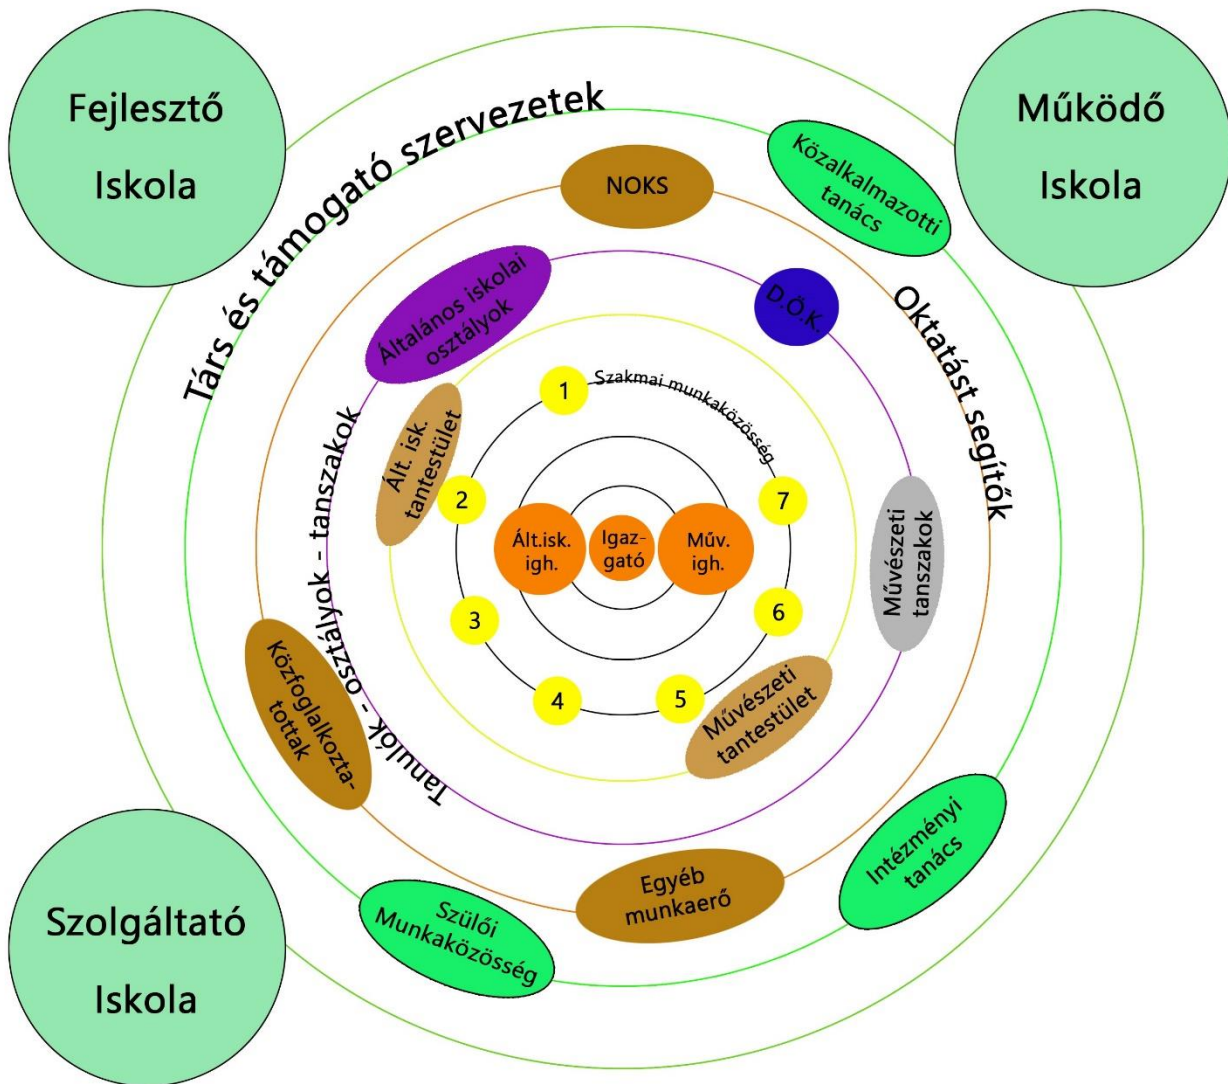 Fejlesztő
Iskola
Működő
Iskola
Társ és támogató szervezetek
Közalkalmazotti
tanács
NOKS
Általános iskolai
osztályok
D.Ö.K.
Oktatást segítők
1
Szakmai munkaközösség
Ált. isk.
tantestület
2
7
Ált.isk.
igh.
Igaz-
gató
Műv.
igh.
Művészeti
tanszakok
Tanulók - osztályok - tanszakok
3
6
4
5
Művészeti
tantestület
Közfoglalkozta-
tottak
Intézményi
tanács
Egyéb
munkaerő
Szülői
Munkaközösség
Szolgáltató
Iskola